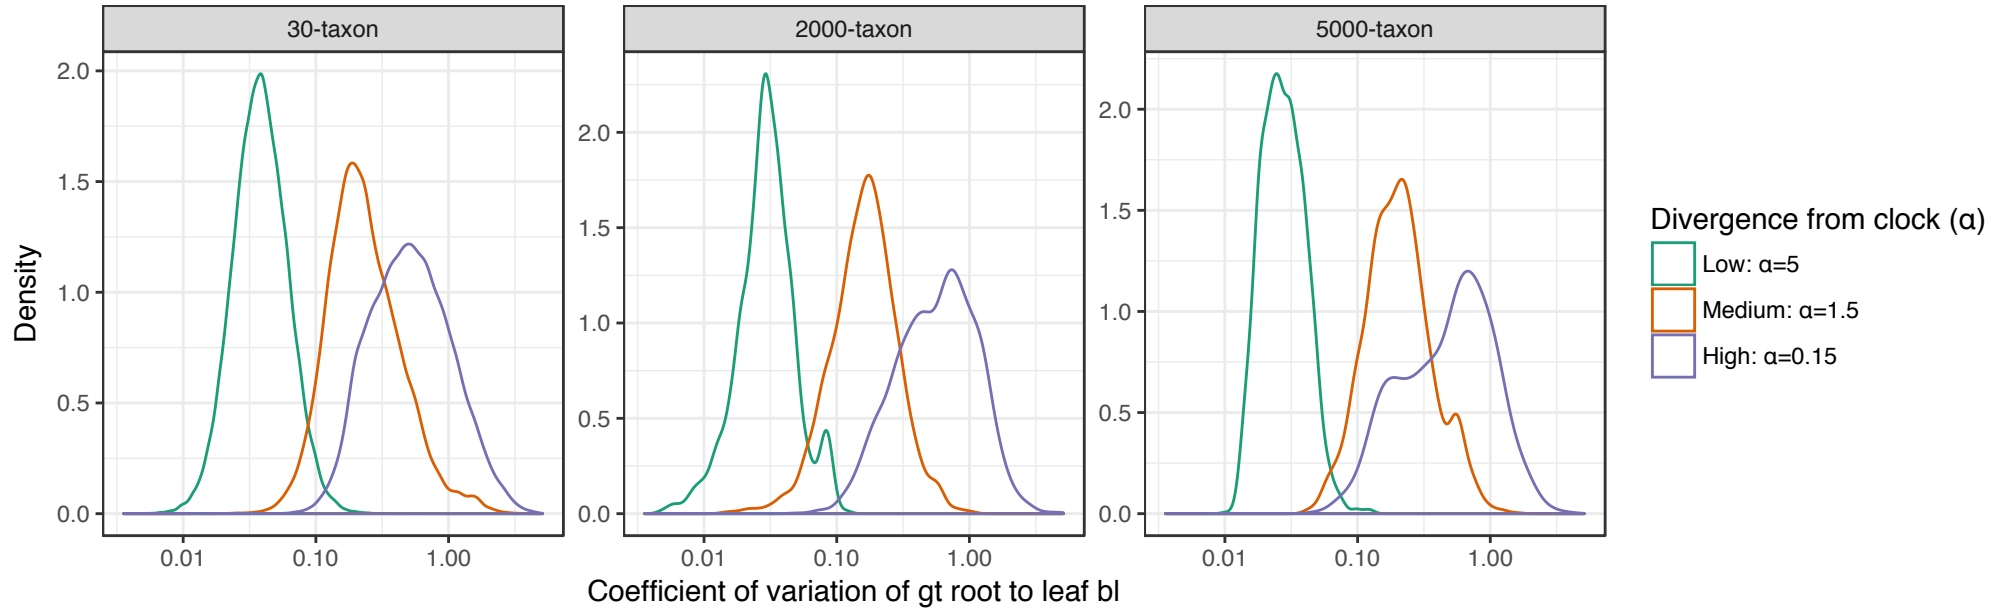 30-taxon
2000-taxon
5000-taxon
Density
2.0
1.5
1.0
0.5
0.0
2.0
1.5
1.0
0.5
0.0
2.0
1.5
1.0
0.5
0.0
0.01 0.10 1.00
0.01 0.10 1.00
0.01 0.10 1.00
Coefficient of variation of gt root to leaf bl
Divergence from clock (α)
Low: α=5
Medium: α=1.5
High: α=0.15